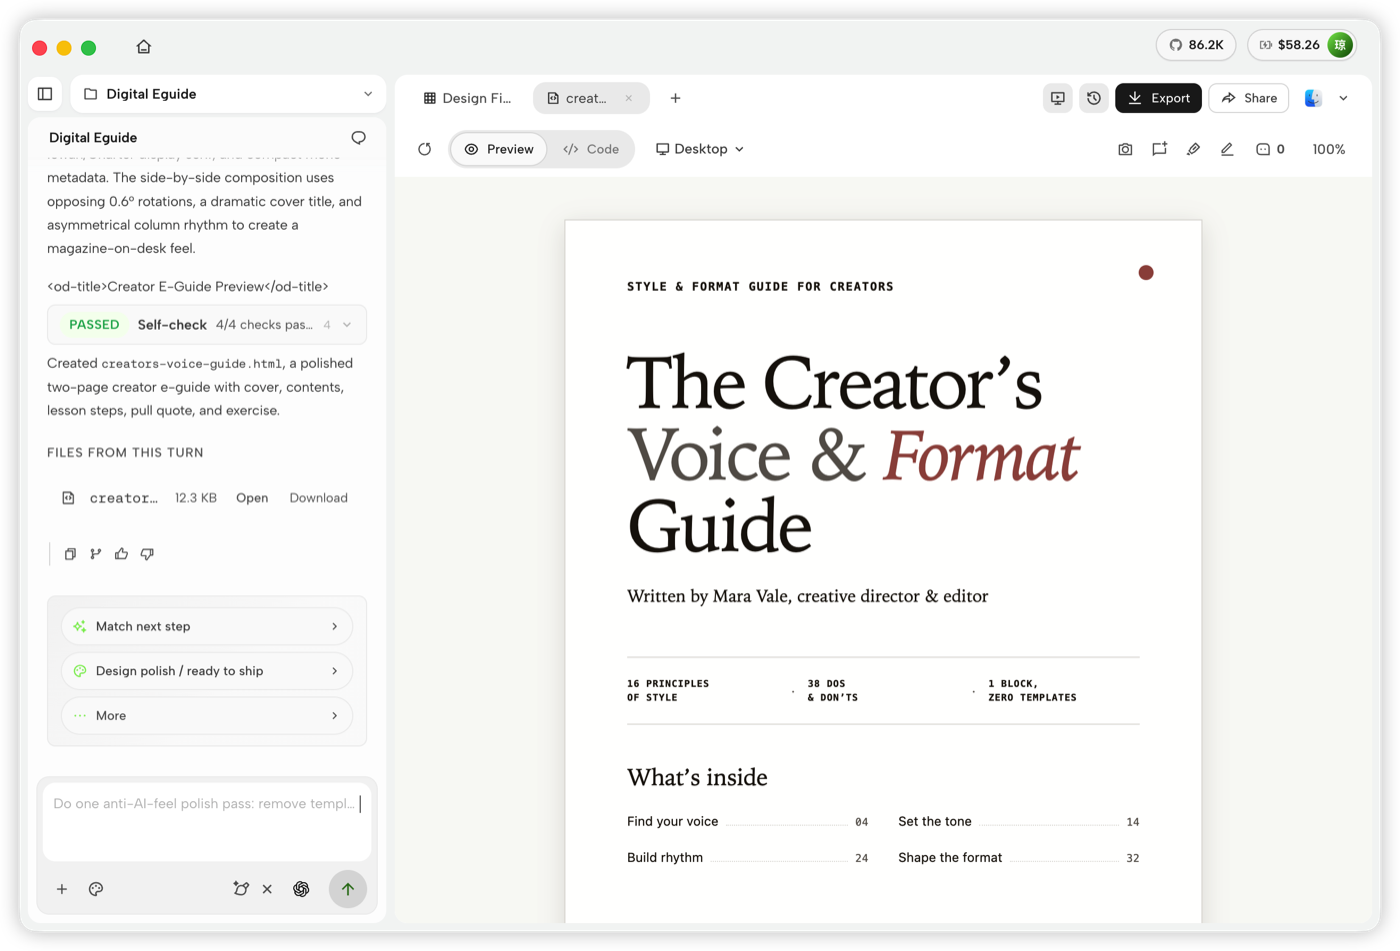 86.2K
$58.26
琼
Digital Eguide
Design Fi...
creat...
Export
Share
Digital Eguide
Preview
Code
Desktop
0
100%
metadata. The side-by-side composition uses
opposing 0.6° rotations, a dramatic cover title, and
asymmetrical column rhythm to create a
magazine-on-desk feel.
<od-title>Creator E-Guide Preview</od-title>
PASSED Self-check 4/4 checks pas... 4
Created creators-voice-guide.html, a polished
two-page creator e-guide with cover, contents,
lesson steps, pull quote, and exercise.
FILES FROM THIS TURN
creator... 12.3 KB Open Download
Match next step
Design polish / ready to ship
More
Do one anti-AI-feel polish pass: remove templ...
STYLE & FORMAT GUIDE FOR CREATORS
The Creator’s
Voice & Format
Guide
Written by Mara Vale, creative director & editor
16 PRINCIPLES
OF STYLE
38 DOS
& DON’TS
1 BLOCK,
ZERO TEMPLATES
What’s inside
Find your voice 04
Set the tone 14
Build rhythm 24
Shape the format 32